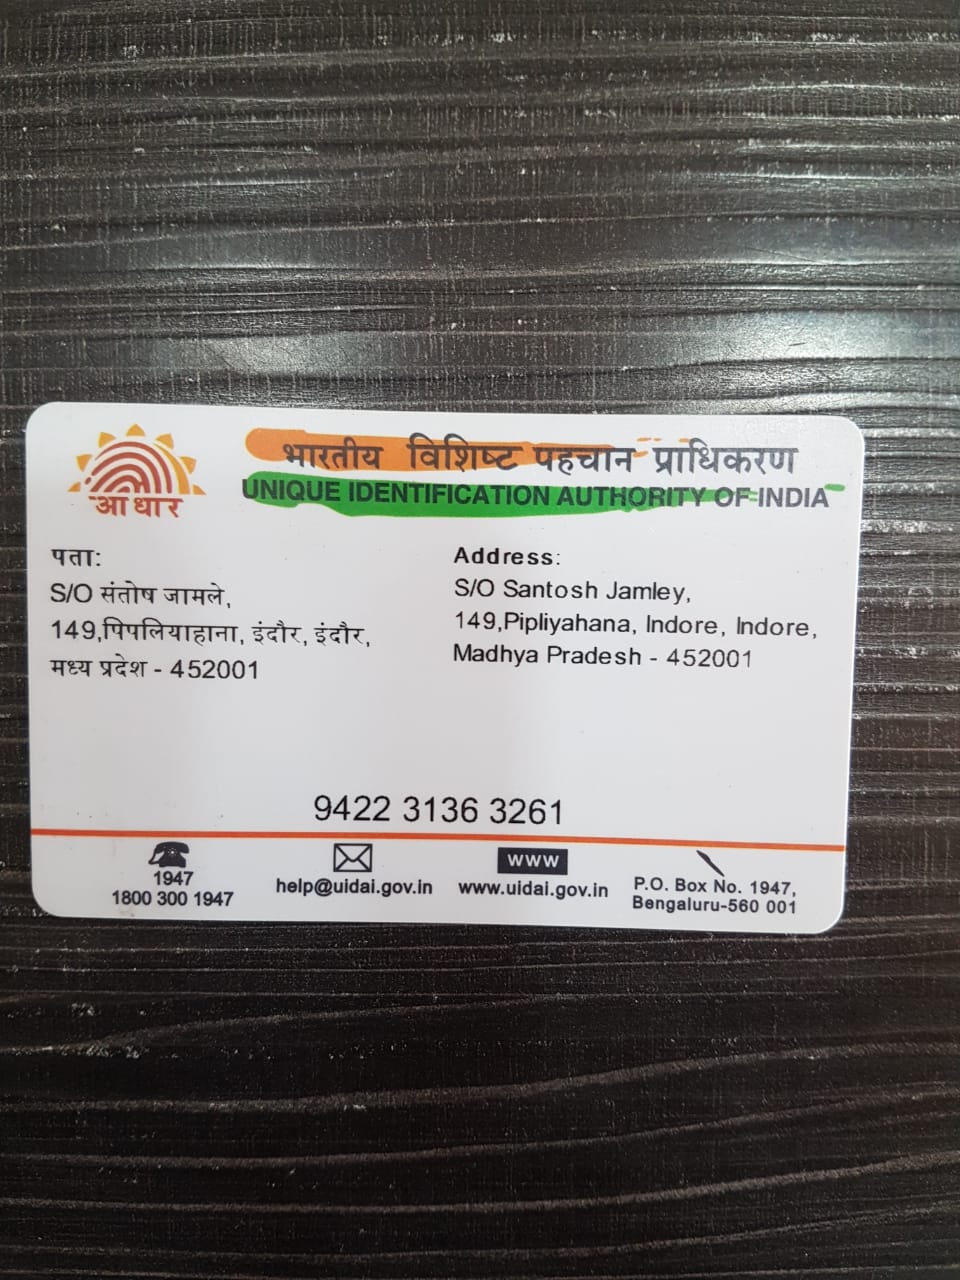 आधार
भारतीय विशिष्ट पहचान प्राधिकरण
UNIQUE IDENTIFICATION AUTHORITY OF INDIA
पता:
S/O संतोष जामले,
149,पिपलियाहाना, इंदौर, इंदौर,
मध्य प्रदेश - 452001
Address:
S/O Santosh Jamley,
149,Pipliyahana, Indore, Indore,
Madhya Pradesh - 452001
9422 3136 3261
1947
1800 300 1947
help@uidai.gov.in
www
www.uidai.gov.in
P.O. Box No. 1947,
Bengaluru-560 001